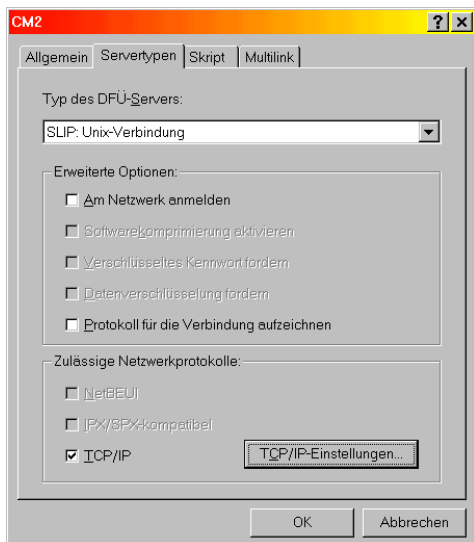 CM2
Allgemein Servertypen Skript Multilink
Typ des DFÜ-Servers:
SLIP: Unix-Verbindung
Erweiterte Optionen:
Am Netzwerk anmelden
Softwarekomprimierung aktivieren
Verschlüsseltes Kennwort fordern
Datenverschlüsselung fordern
Protokoll für die Verbindung aufzeichnen
Zulässige Netzwerkprotokolle:
NetBEUI
IPX/SPX-kompatibel
TCP/IP TCP/IP-Einstellungen...
OK Abbrechen